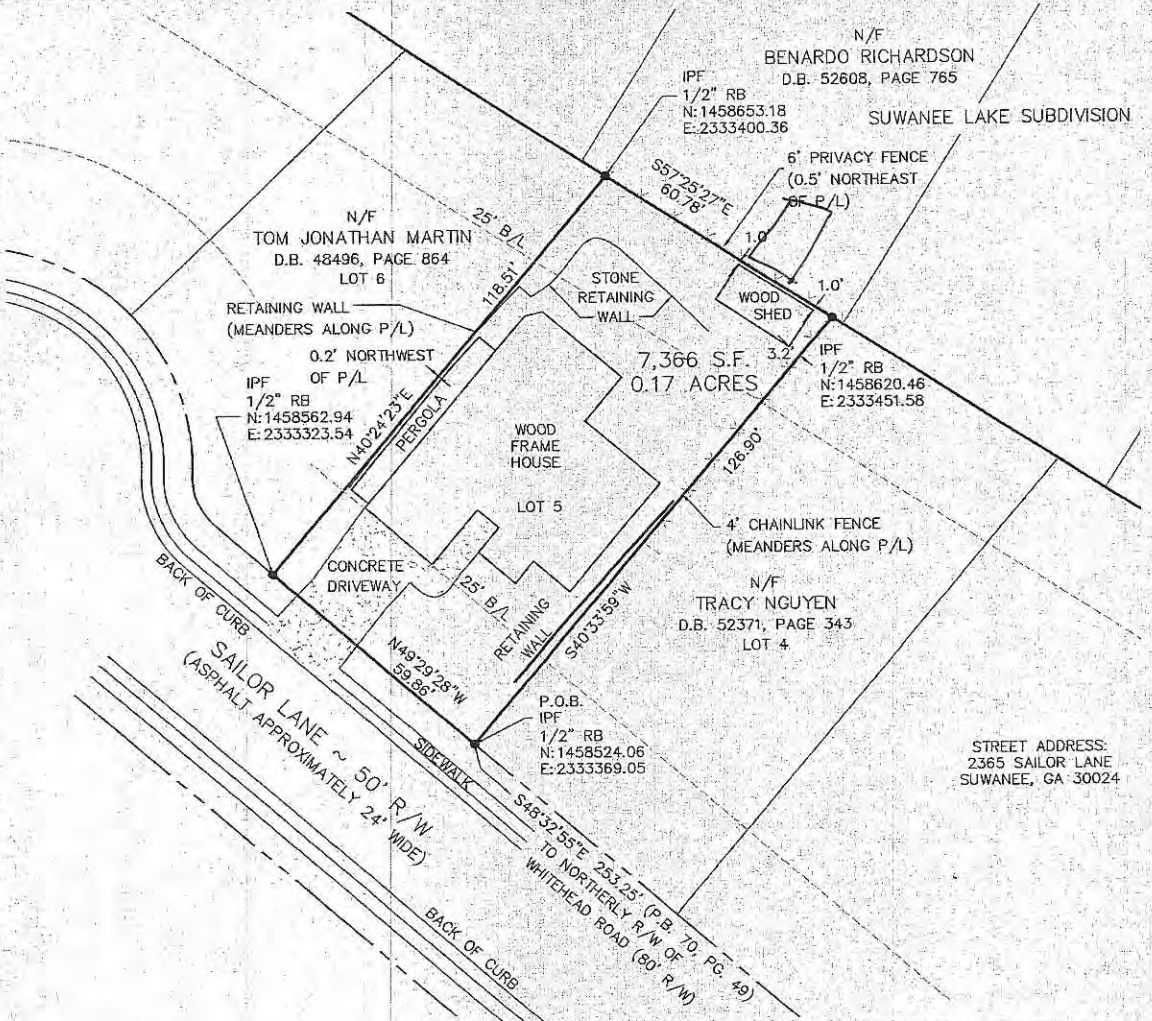 N/F
BENARDO RICHARDSON
D.B. 52608, PAGE 765
SUWANEE LAKE SUBDIVISION
IPF
1/2" RB
N:1458653.18
E:2333400.36
6' PRIVACY FENCE
(0.5' NORTHEAST
OF P/L)
S57°25'27"E
60.78'
N/F
TOM JONATHAN MARTIN
D.B. 48496, PAGE 864
LOT 6
25' B/L
118.51'
RETAINING WALL
(MEANDERS ALONG P/L)
0.2' NORTHWEST
OF P/L
STONE
RETAINING
WALL
1.0'
WOOD
SHED
1.0'
3.2'
7,366 S.F.
0.17 ACRES
IPF
1/2" RB
N:1458620.46
E:2333451.58
IPF
1/2" RB
N:1458562.94
E:2333323.54
N40°24'23"E
PERGOLA
WOOD
FRAME
HOUSE
LOT 5
126.90'
4' CHAINLINK FENCE
(MEANDERS ALONG P/L)
CONCRETE
DRIVEWAY
25' B/L
RETAINING
WALL
S40°33'59"W
N/F
TRACY NGUYEN
D.B. 52371, PAGE 343
LOT 4
BACK OF CURB
N49°29'28"W
59.86'
SAILOR LANE ~ 50' R/W
(ASPHALT APPROXIMATELY 24' WIDE)
P.O.B.
IPF
1/2" RB
N:1458524.06
E:2333369.05
SIDEWALK
STREET ADDRESS:
2365 SAILOR LANE
SUWANEE, GA 30024
S48°32'55"E 253.25' (P.B. 70, PG. 49)
TO NORTHERLY R/W OF
WHITEHEAD ROAD (80' R/W)
BACK OF CURB